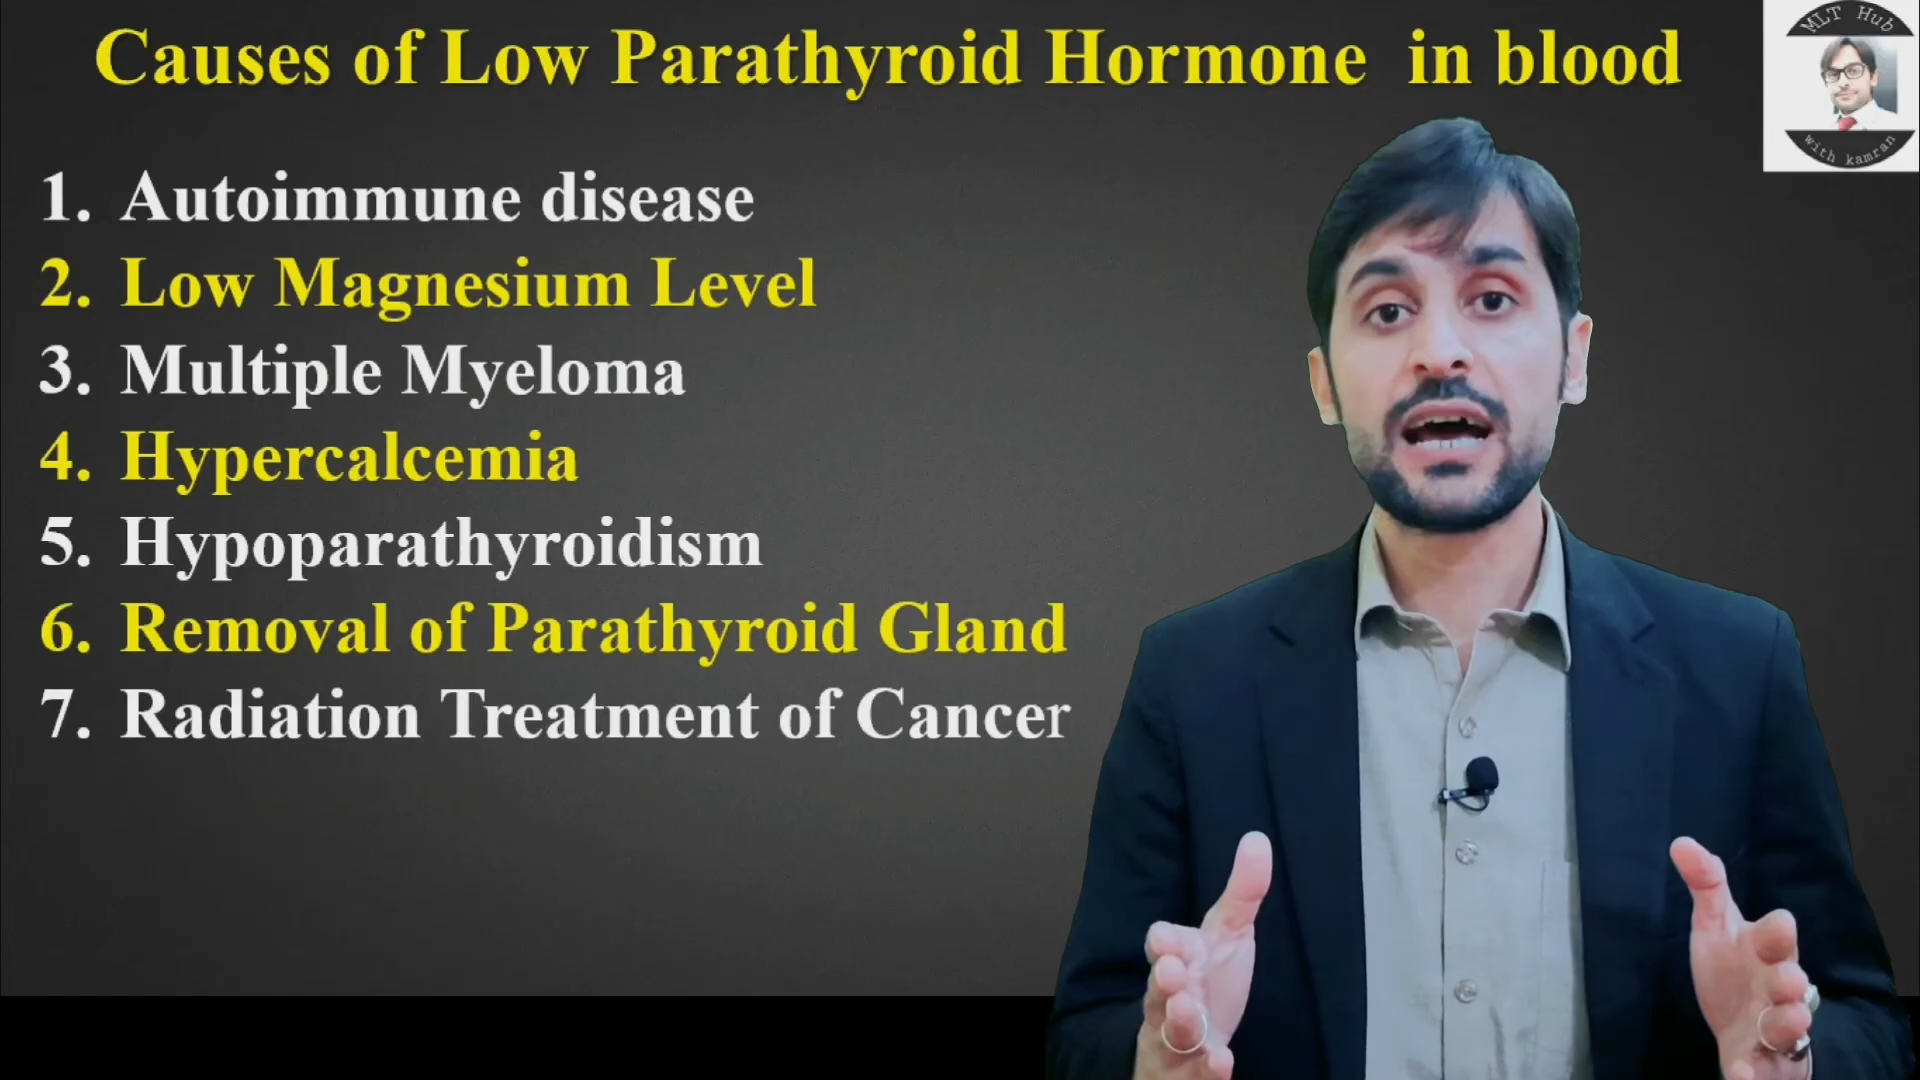 Causes of Low Parathyroid Hormone in blood
MLT Hub
with kamran
1. Autoimmune disease
2. Low Magnesium Level
3. Multiple Myeloma
4. Hypercalcemia
5. Hypoparathyroidism
6. Removal of Parathyroid Gland
7. Radiation Treatment of Cancer